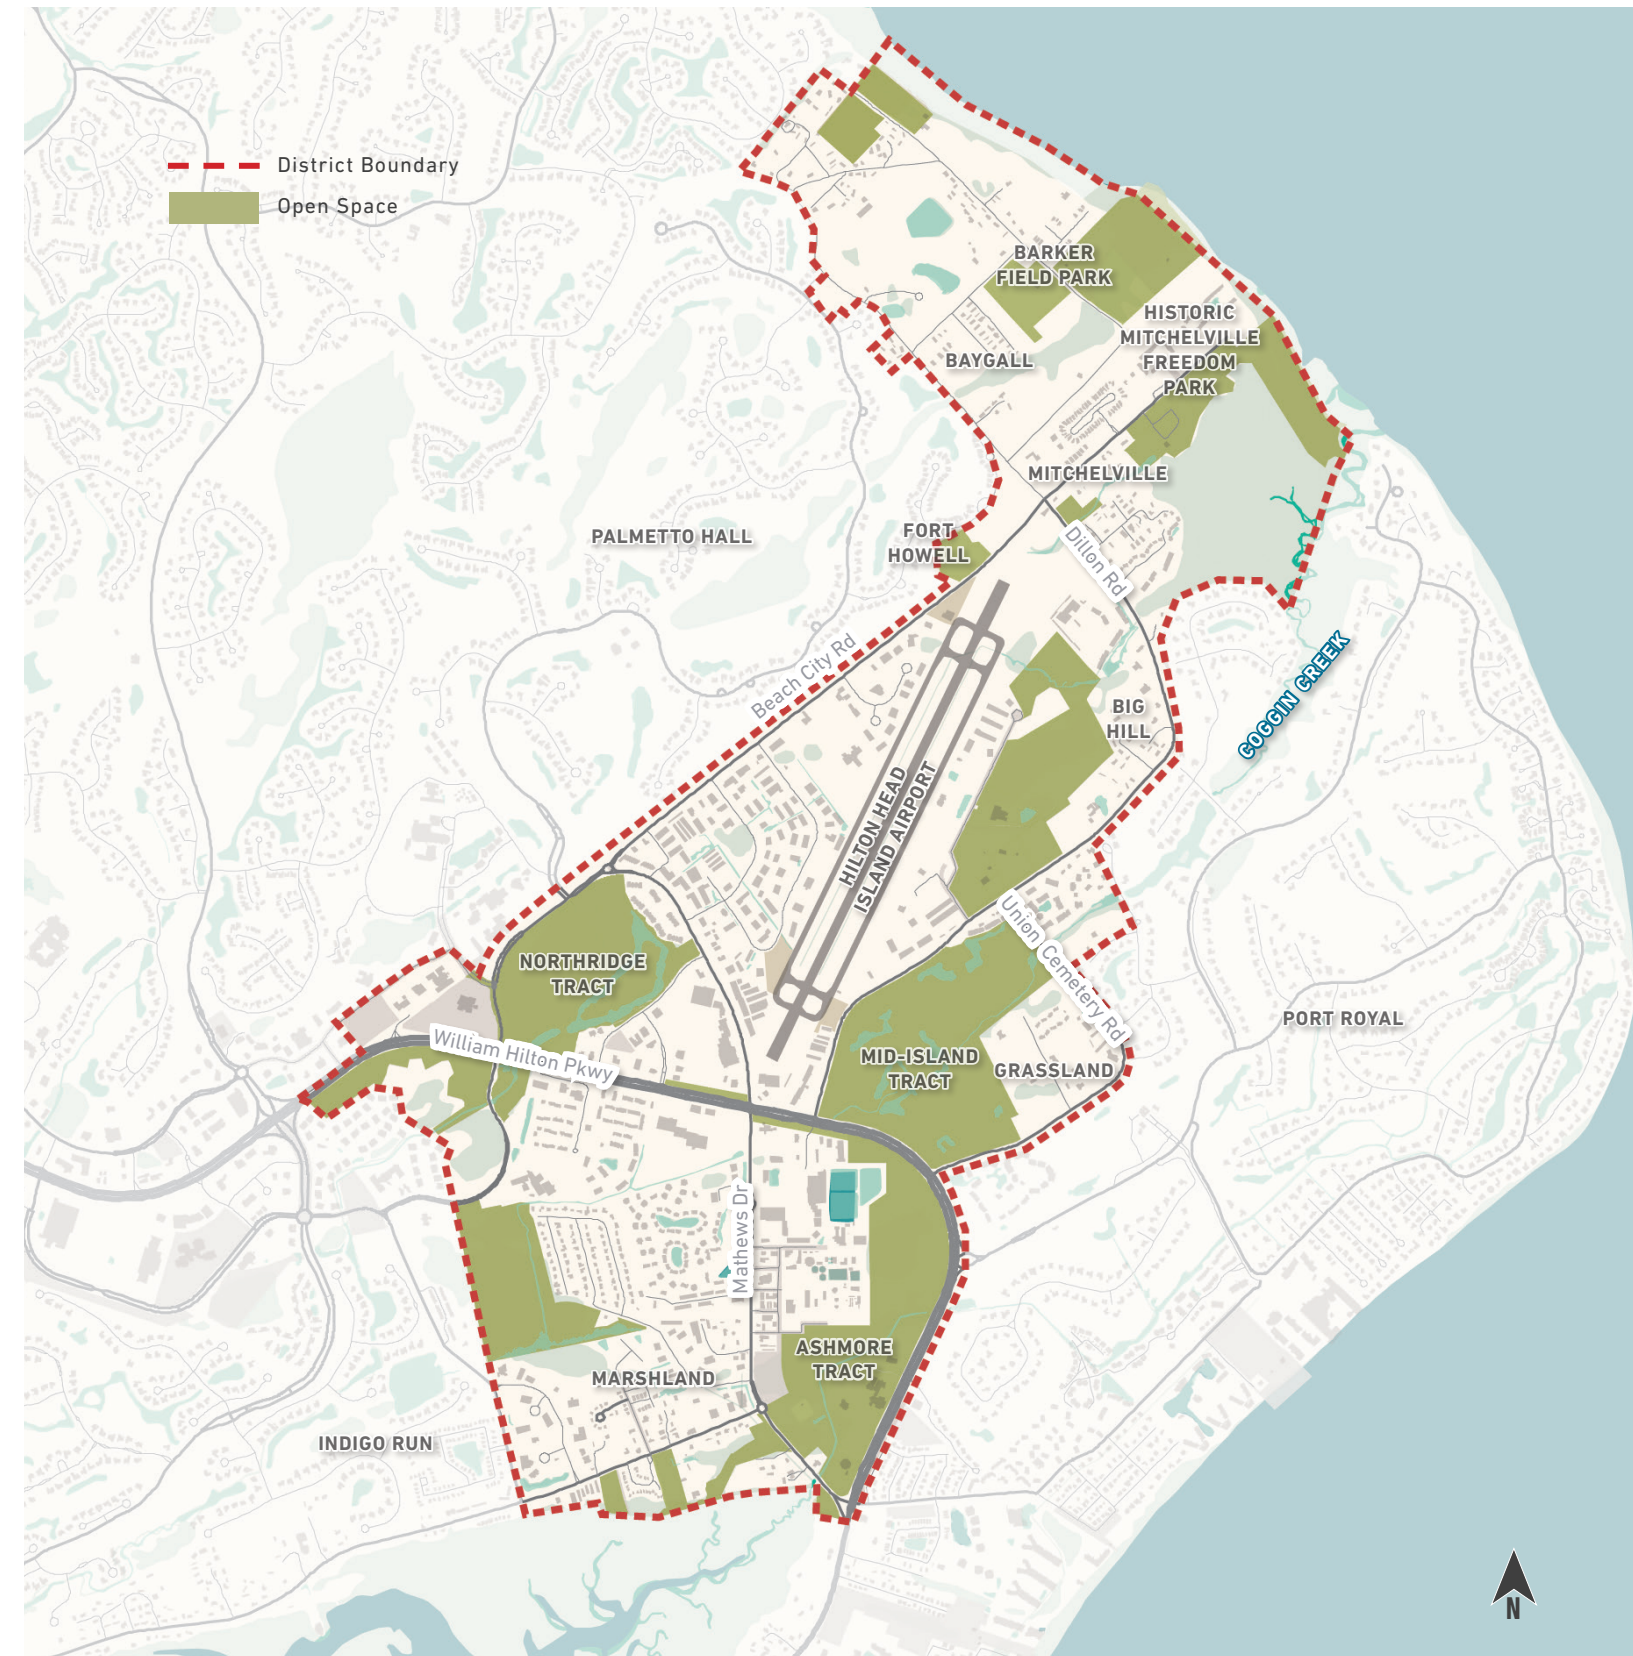 District Boundary
Open Space
BARKER
FIELD PARK
HISTORIC
MITCHELVILLE
FREEDOM
PARK
BAYGALL
MITCHELVILLE
PALMETTO HALL
FORT
HOWELL
Dillon Rd
Beach City Rd
COGGIN CREEK
BIG
HILL
HILTON HEAD
ISLAND AIRPORT
Union Cemetery Rd
NORTHRIDGE
TRACT
PORT ROYAL
William Hilton Pkwy
MID-ISLAND
TRACT
GRASSLAND
Mathews Dr
ASHMORE
TRACT
MARSHLAND
INDIGO RUN
N